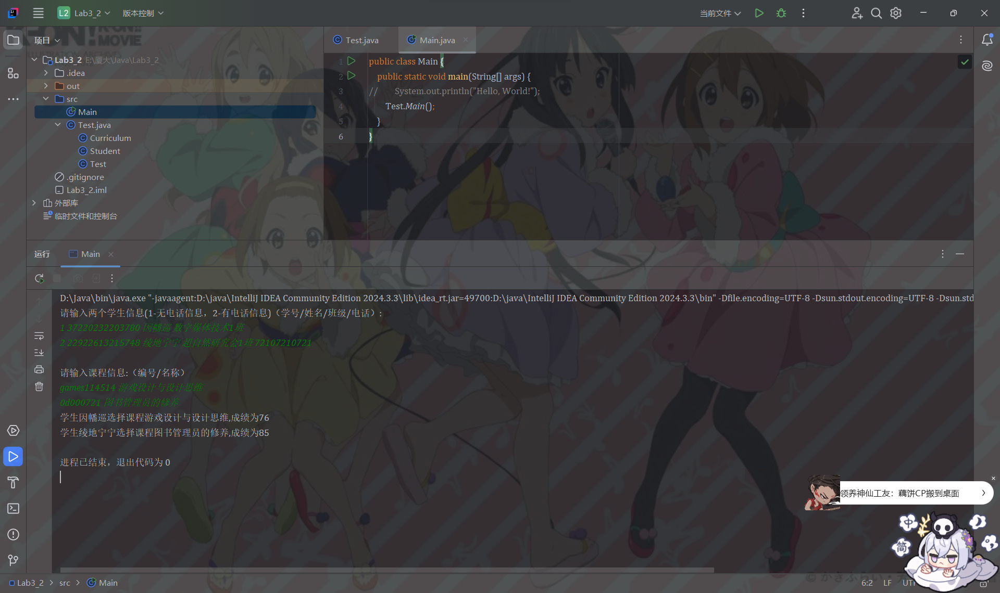 L2 Lab3_2 版本控制 当前文件
项目
Test.java Main.java
Lab3_2 E:\厦大\Java\Lab3_2
.idea
out
src
Main
Test.java
Curriculum
Student
Test
.gitignore
Lab3_2.iml
外部库
临时文件和控制台
1 public class Main {
2 public static void main(String[] args) {
3 // System.out.println("Hello, World!");
4 Test.Main();
5 }
6 }
运行 Main
D:\Java\bin\java.exe "-javaagent:D:\java\IntelliJ IDEA Community Edition 2024.3.3\lib\idea_rt.jar=49700:D:\java\IntelliJ IDEA Community Edition 2024.3.3\bin" -Dfile.encoding=UTF-8 -Dsun.stdout.encoding=UTF-8 -Dsun.std
请输入两个学生信息(1-无电话信息，2-有电话信息)（学号/姓名/班级/电话）:
1 37220232203780 因幡巡 数字媒体技术1班
2 22922613215748 绫地宁宁 超自然研究会1班 72107210721
请输入课程信息:（编号/名称）
games114514 游戏设计与设计思维
0d000721 图书管理员的修养
学生因幡巡选择课程游戏设计与设计思维,成绩为76
学生绫地宁宁选择课程图书管理员的修养,成绩为85
进程已结束，退出代码为 0
领养神仙工友：藕饼CP搬到桌面
中
简
Lab3_2 src Main
6:2 LF UTF